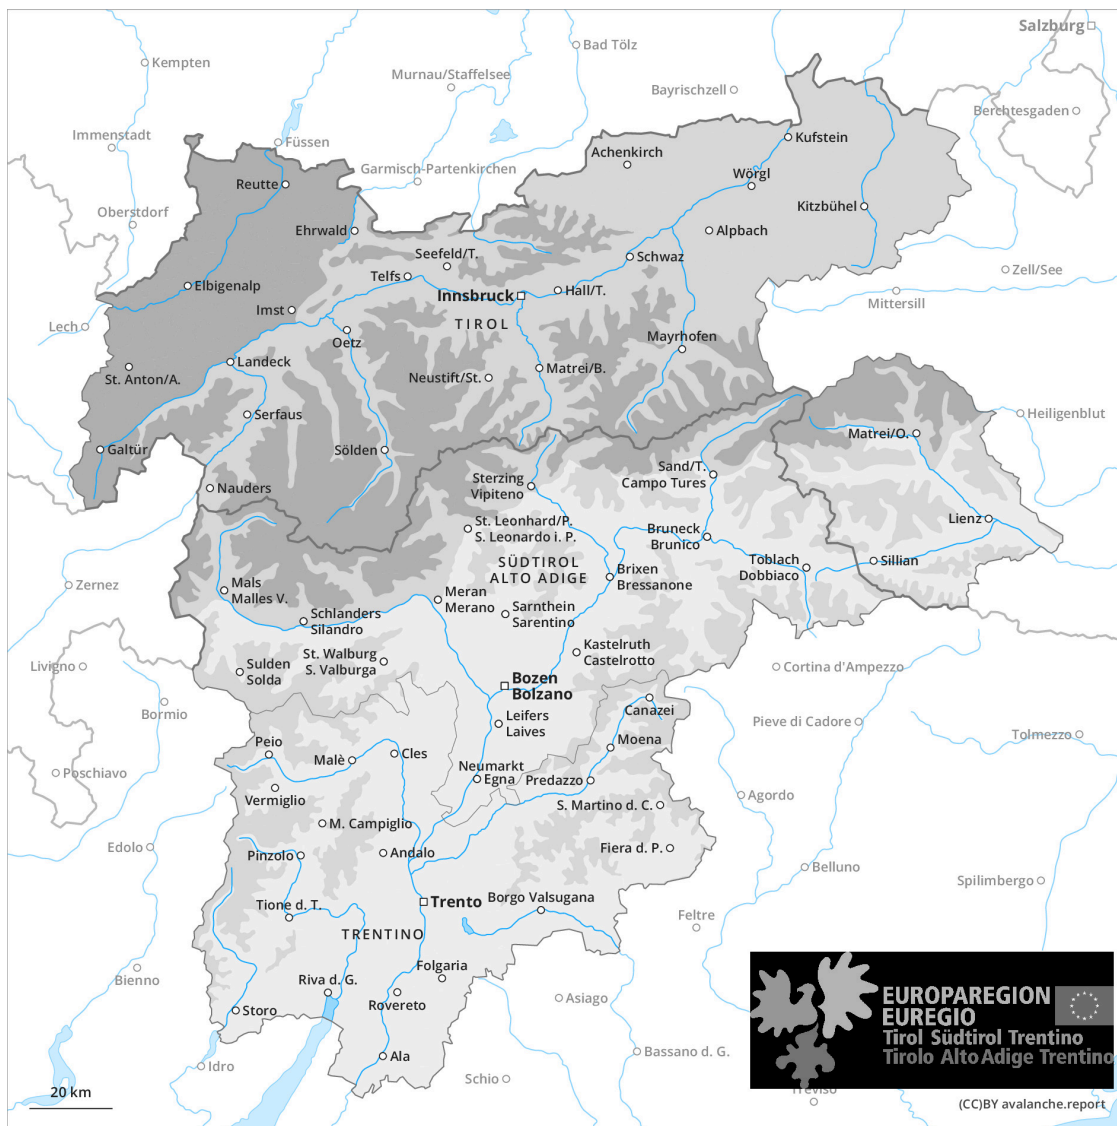 Salzburg
Bad Tölz
Kempten
Murnau/Staffelsee
Bayrischzell
Berchtesgaden
Immenstadt
Füssen
Kufstein
Achenkirch
Garmisch-Partenkirchen
Wörgl
Reutte
Oberstdorf
Kitzbühel
Ehrwald
Alpbach
Seefeld/T.
Schwaz
Telfs
Zell/See
Elbigenalp
Innsbruck
Hall/T.
Mittersill
Imst
TIROL
Lech
Oetz
Mayrhofen
Landeck
St. Anton/A.
Neustift/St.
Matrei/B.
Serfaus
Heiligenblut
Matrei/O.
Galtür
Sölden
Sand/T.
Campo Tures
Sterzing
Vipiteno
Nauders
Lienz
St. Leonhard/P.
S. Leonardo i. P.
Bruneck
Brunico
SÜDTIROL
ALTO ADIGE
Toblach
Dobbiaco
Sillian
Brixen
Bressanone
Zernez
Mals
Malles V.
Meran
Merano
Schlanders
Silandro
Sarnthein
Sarentino
Kastelruth
Castelrotto
St. Walburg
S. Valburga
Livigno
Sulden
Solda
Cortina d'Ampezzo
Bozen
Bolzano
Bormio
Canazei
Leifers
Laives
Pieve di Cadore
Tolmezzo
Peio
Cles
Moena
Malè
Poschiavo
Neumarkt
Egna
Predazzo
Vermiglio
Agordo
S. Martino d. C.
M. Campiglio
Edolo
Pinzolo
Andalo
Fiera d. P.
Belluno
Spilimbergo
Trento
Borgo Valsugana
Tione d. T.
Feltre
TRENTINO
Bienno
Folgaria
Riva d. G.
Rovereto
Asiago
EUROPAREGION
EUREGIO
Tirol Südtirol Trentino
Tirolo Alto Adige Trentino
Storo
Ala
Bassano d. G.
Idro
Schio
20 km
Treviso
(CC)BY avalanche.report